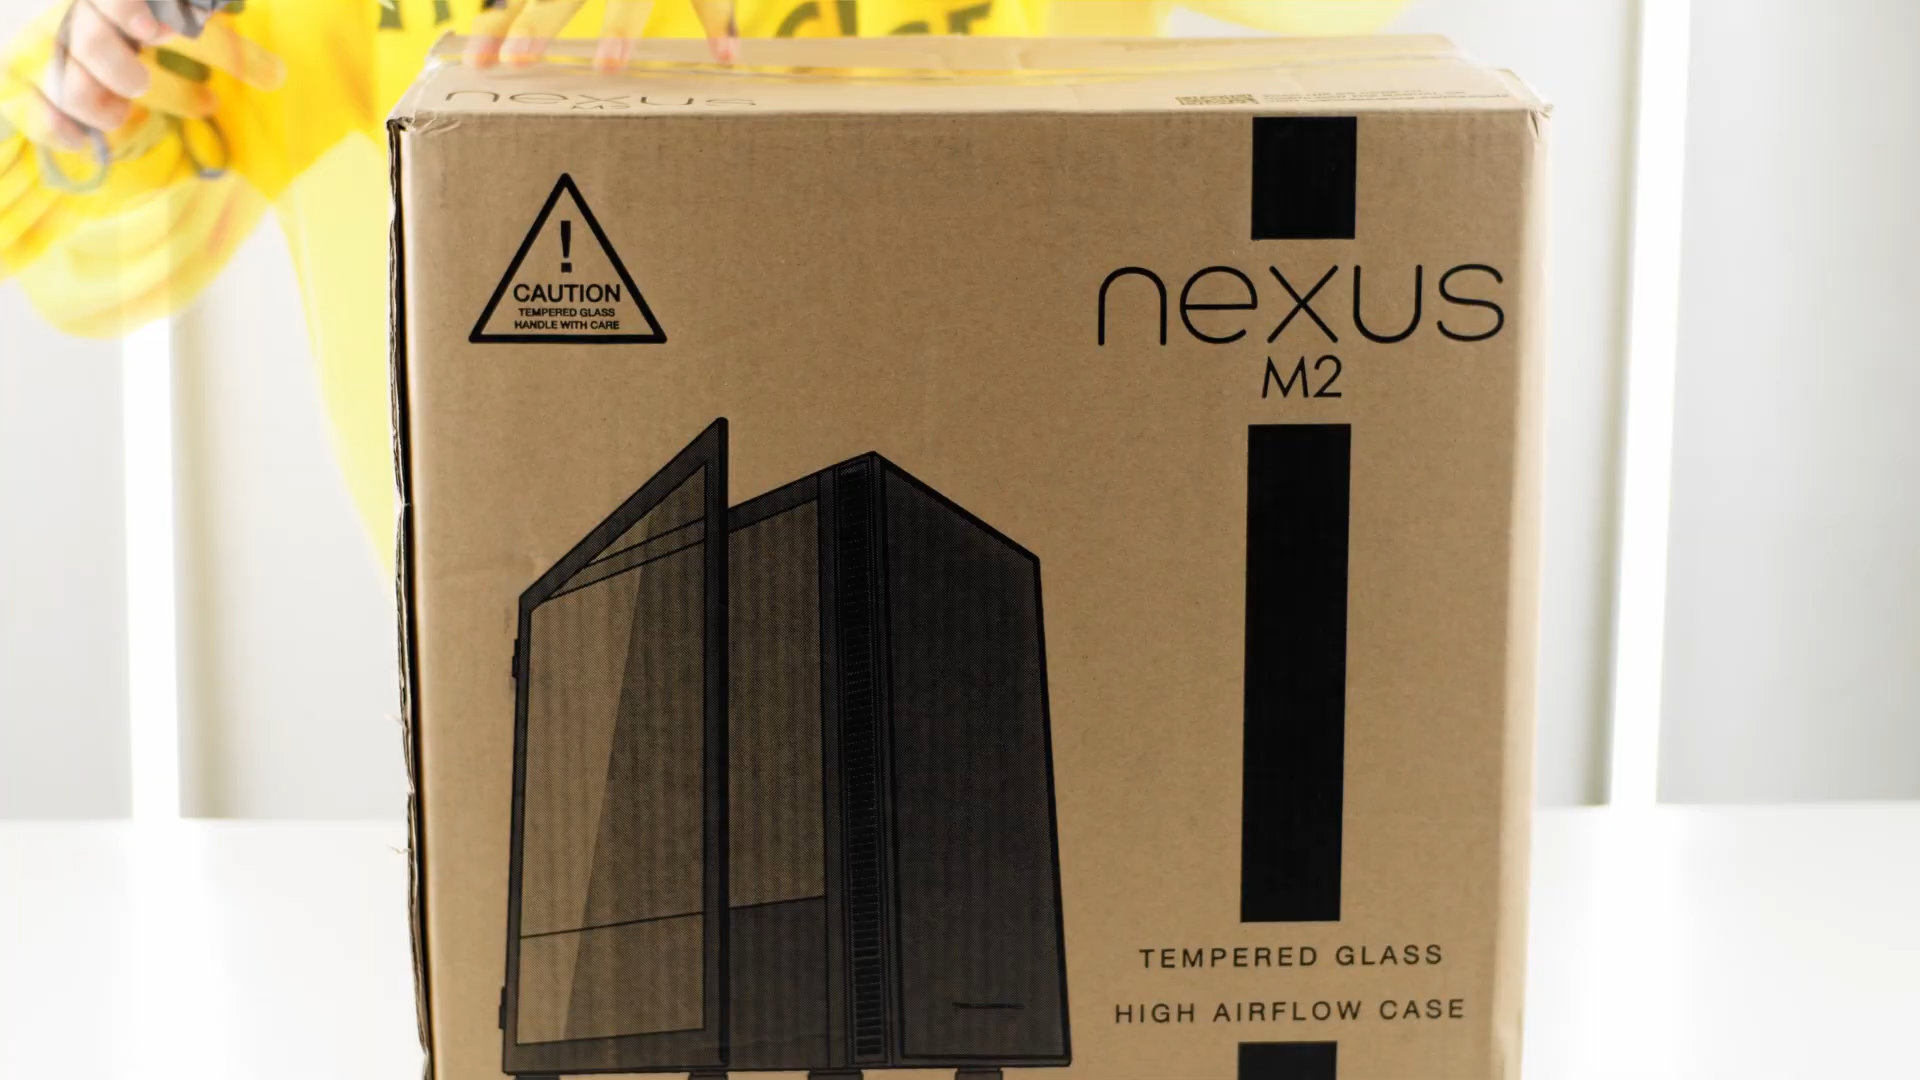 nexus
!
CAUTION
TEMPERED GLASS
HANDLE WITH CARE
nexus
M2
TEMPERED GLASS
HIGH AIRFLOW CASE